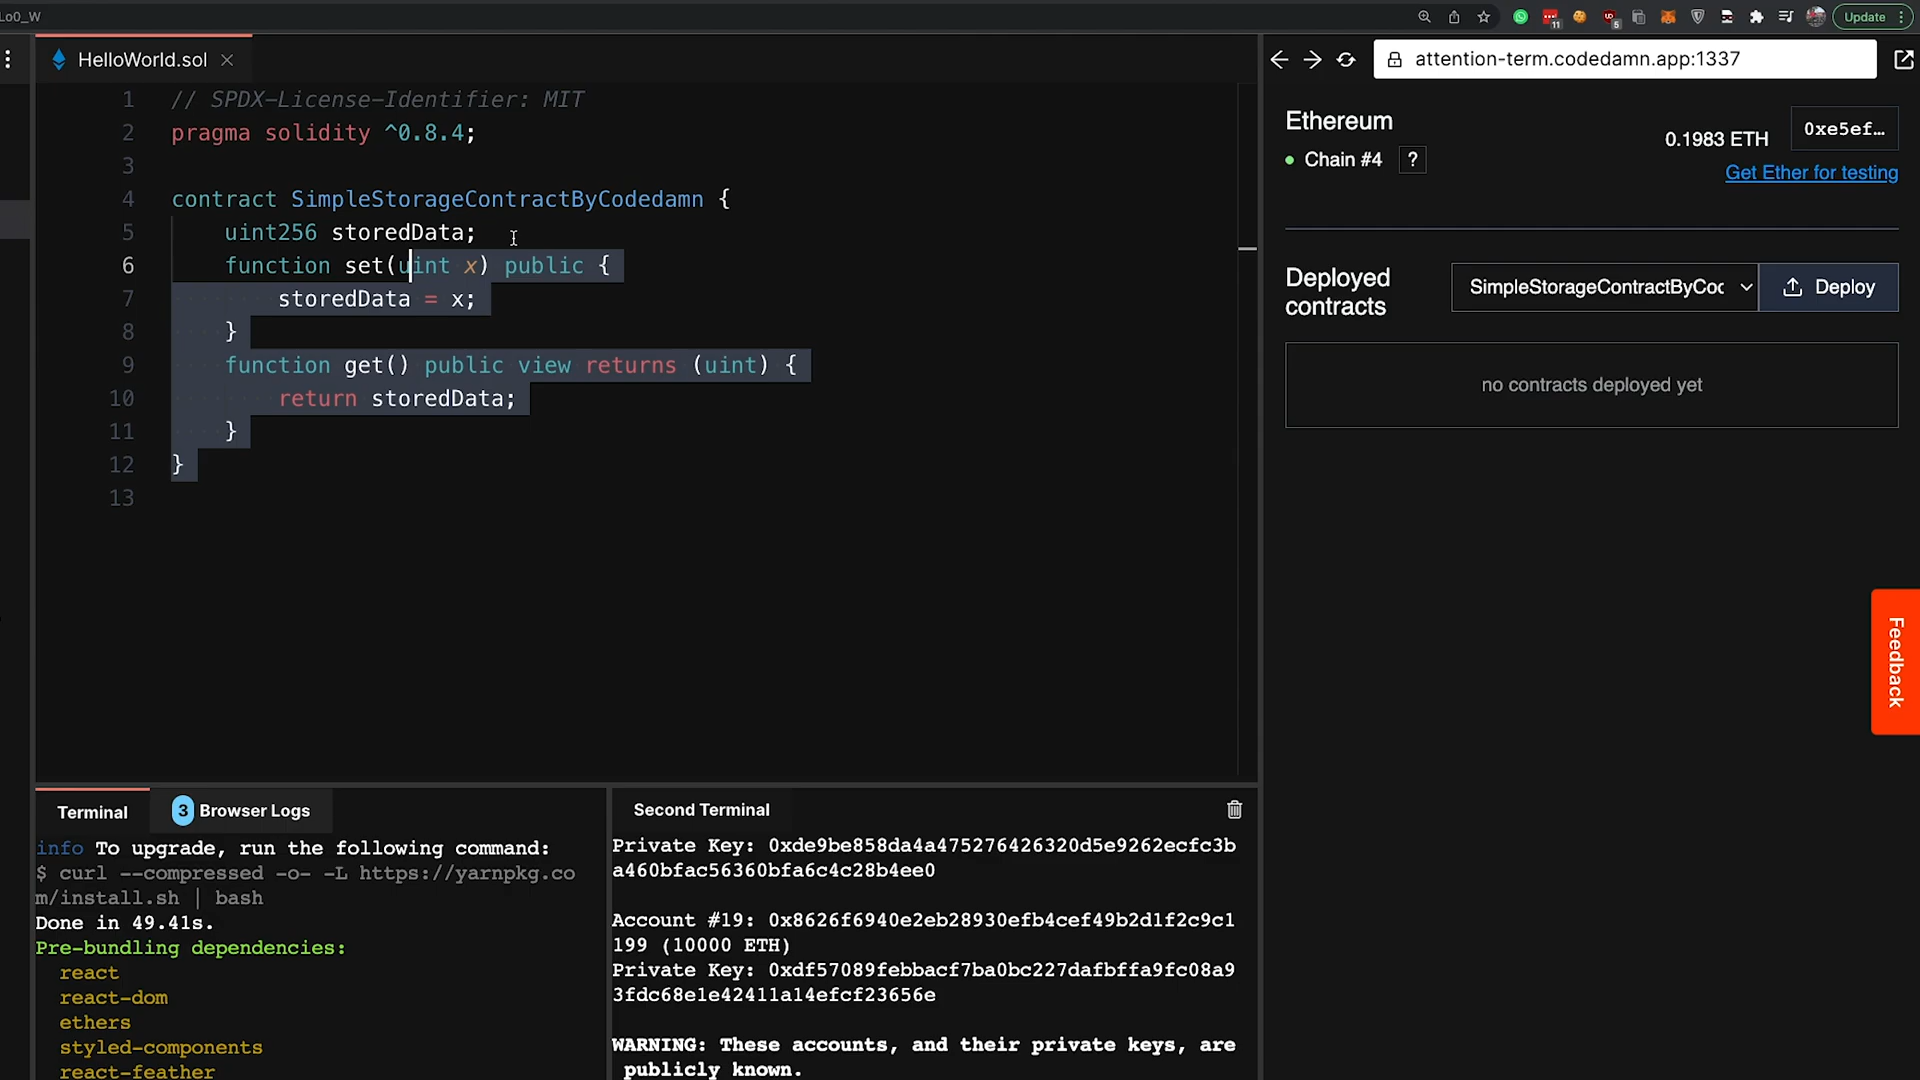 Lo0_W
11
5
Update
HelloWorld.sol
attention-term.codedamn.app:1337
1 // SPDX-License-Identifier: MIT
2 pragma solidity ^0.8.4;
3
4 contract SimpleStorageContractByCodedamn {
5 uint256 storedData;
6 function set(uint x) public {
7 storedData = x;
8 }
9 function get() public view returns (uint) {
10 return storedData;
11 }
12 }
13
Ethereum
Chain #4 ?
0.1983 ETH
0xe5ef…
Get Ether for testing
Deployed
contracts
SimpleStorageContractByCoc
Deploy
no contracts deployed yet
Feedback
Terminal
3 Browser Logs
info To upgrade, run the following command:
$ curl --compressed -o- -L https://yarnpkg.co
m/install.sh | bash
Done in 49.41s.
Pre-bundling dependencies:
react
react-dom
ethers
styled-components
react-feather
Second Terminal
Private Key: 0xde9be858da4a475276426320d5e9262ecfc3b
a460bfac56360bfa6c4c28b4ee0
Account #19: 0x8626f6940e2eb28930efb4cef49b2d1f2c9c1
199 (10000 ETH)
Private Key: 0xdf57089febbacf7ba0bc227dafbffa9fc08a9
3fdc68e1e42411a14efcf23656e
WARNING: These accounts, and their private keys, are
publicly known.